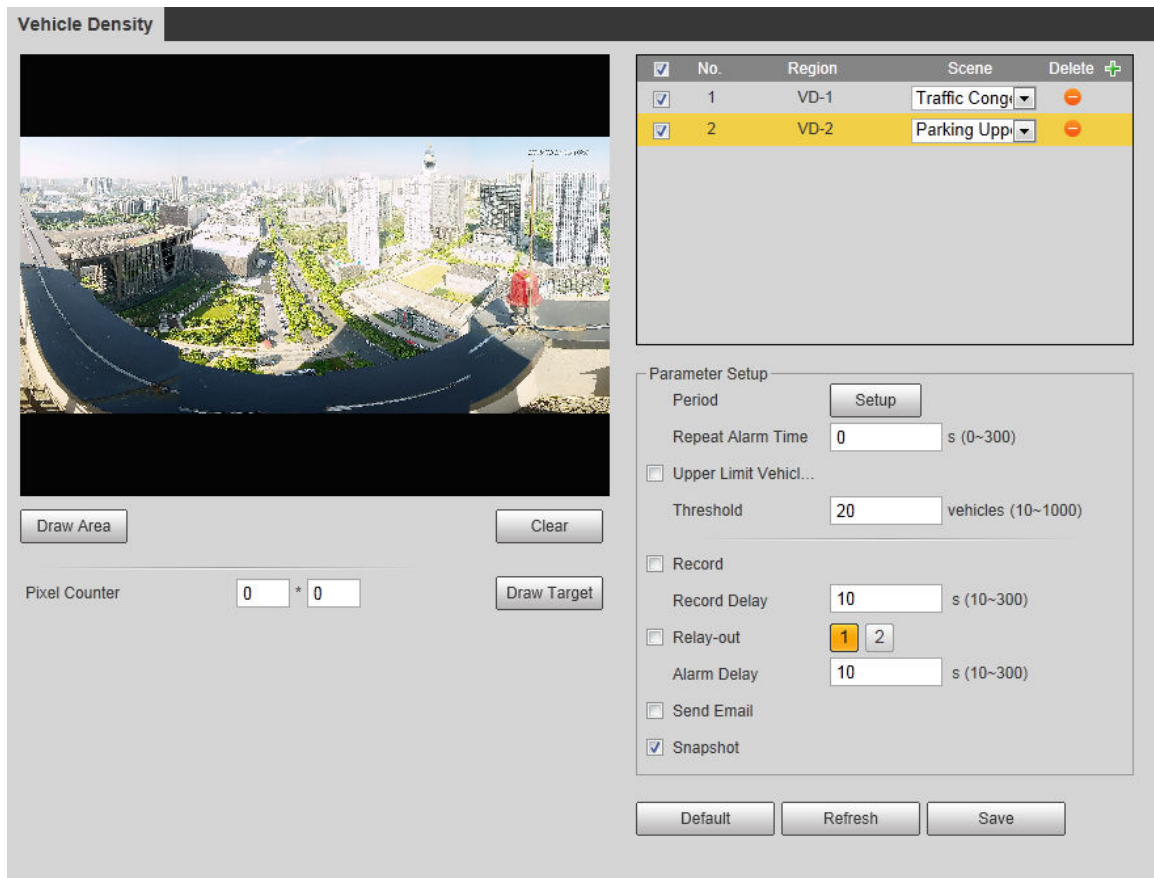 Vehicle Density
No. Region Scene Delete
1 VD-1 Traffic Cong
2 VD-2 Parking Upp
Draw Area
Clear
Pixel Counter 0 * 0
Draw Target
Parameter Setup
Period Setup
Repeat Alarm Time 0 s (0~300)
Upper Limit Vehicl...
Threshold 20 vehicles (10~1000)
Record
Record Delay 10 s (10~300)
Relay-out 1 2
Alarm Delay 10 s (10~300)
Send Email
Snapshot
Default Refresh Save